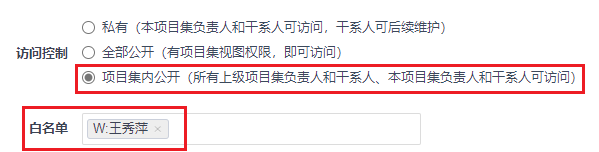 私有（本项目集负责人和干系人可访问，干系人可后续维护）
访问控制 全部公开（有项目集视图权限，即可访问）
项目集内公开（所有上级项目集负责人和干系人、本项目集负责人和干系人可访问）
白名单 W:王秀萍 ×